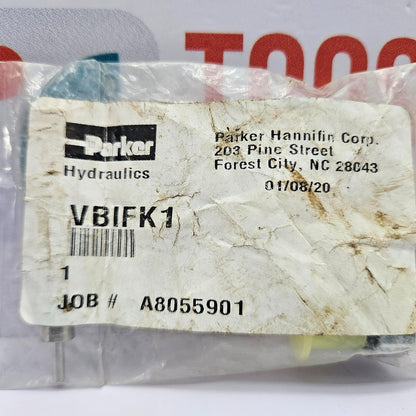 Parker
Hydraulics
Parker Hannifin Corp.
203 Pine Street
Forest City, NC 28043
01/08/20
VBIFK1
1
JOB # A8055901